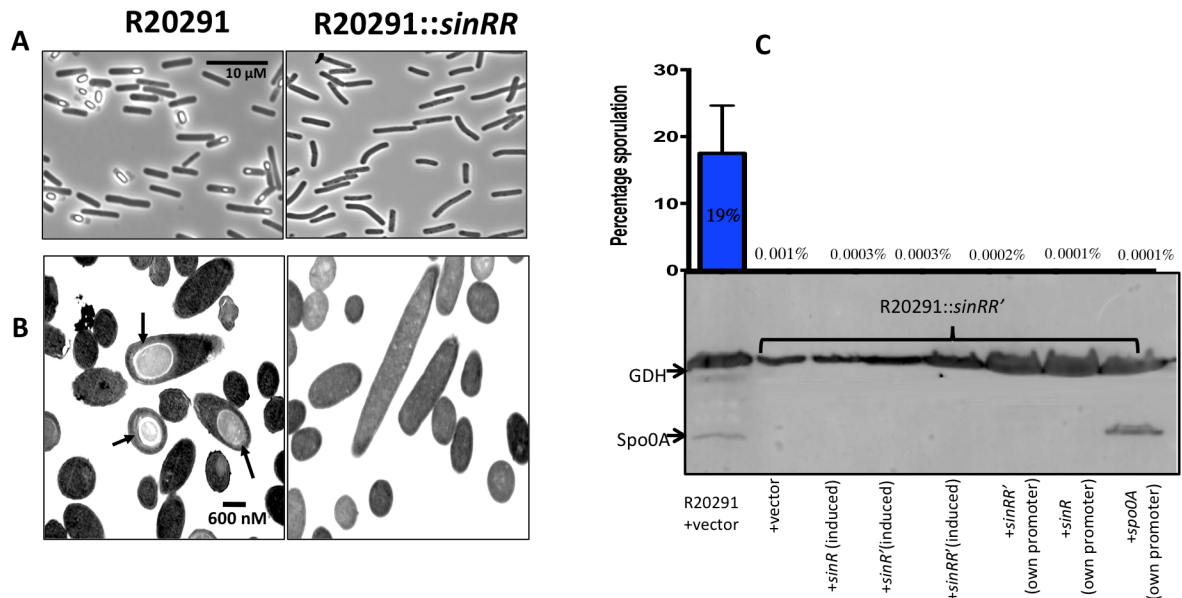 R20291
R20291::sinRR
A
10 µM
B
600 nM
C
Percentage sporulation
30
20
10
0
19%
0.001%
0.0003%
0.0003%
0.0002%
0.0001%
0.0001%
R20291::sinRR’
GDH
Spo0A
R20291
+vector
+vector
+sinR (induced)
+sinR’(induced)
+sinRR’(induced)
+sinRR’
(own promoter)
+sinR
(own promoter)
+spo0A
(own promoter)